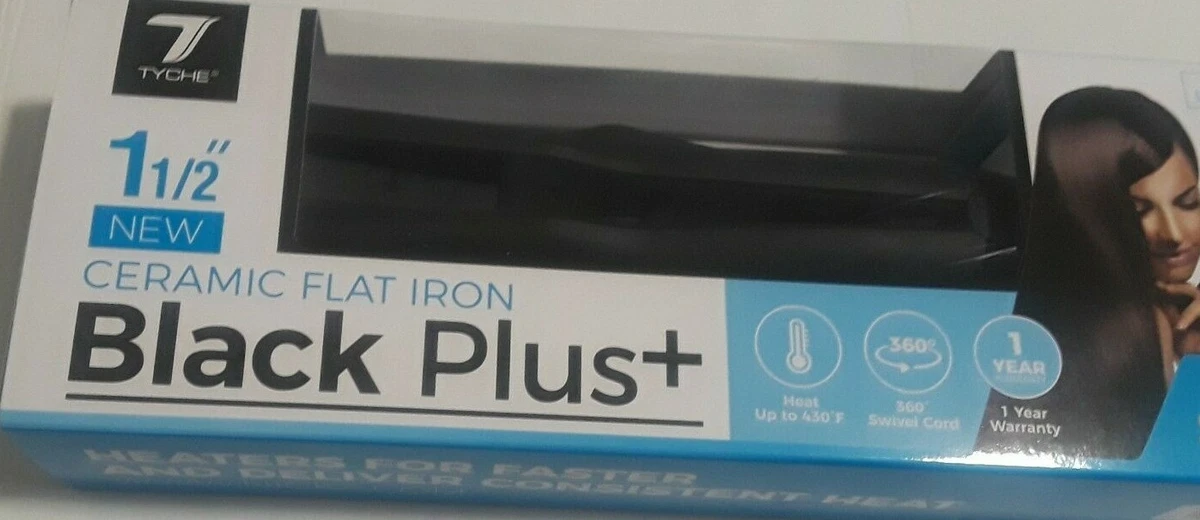 TYCHE®
1 1/2"
NEW
CERAMIC FLAT IRON
Black Plus+
Heat
Up to 430°F
360°
360°
Swivel Cord
1
YEAR
1 Year
Warranty
HEATERS FOR FASTER
AND DELIVER CONSISTENT HEAT